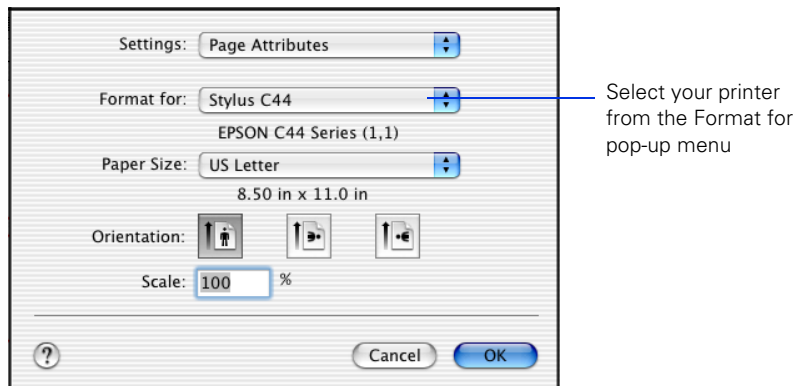 Settings: Page Attributes
Format for: Stylus C44
EPSON C44 Series (1,1)
Paper Size: US Letter
8.50 in x 11.0 in
Orientation:
Scale: 100 %
? Cancel OK
Select your printer
from the Format for
pop-up menu